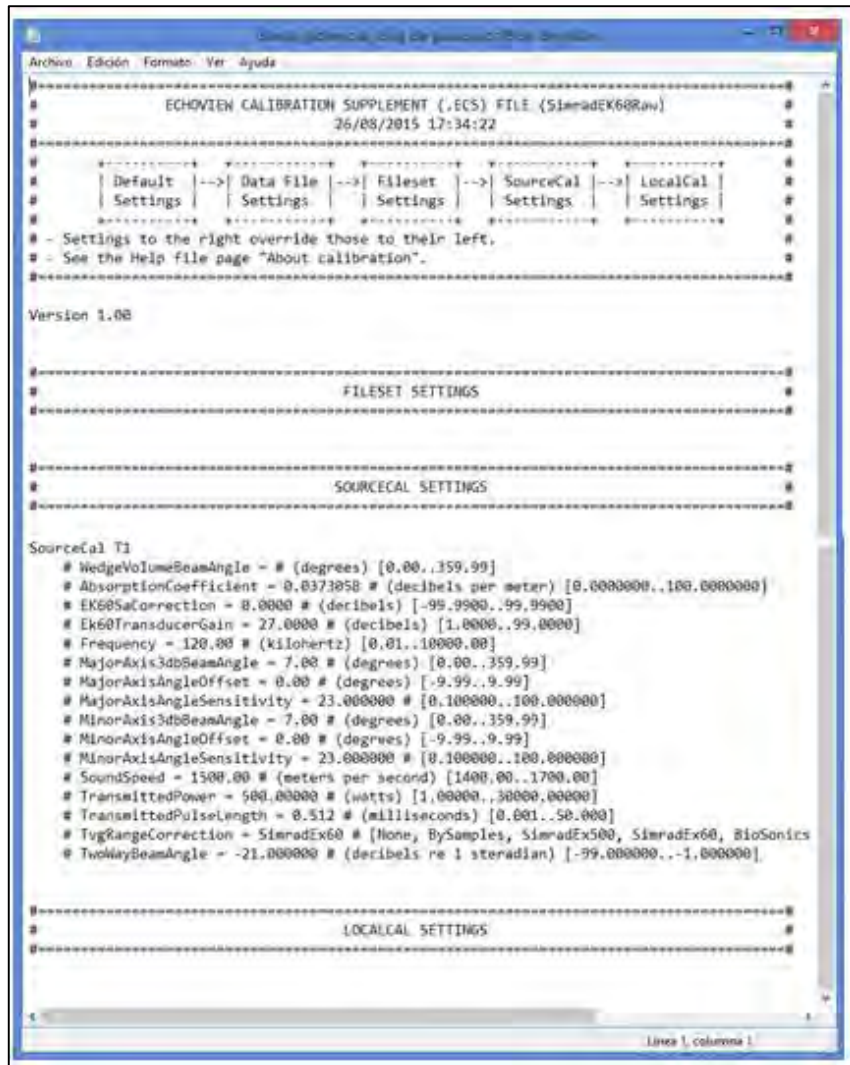 Archivo Edición Formato Ver Ayuda
#------------------------------------------------------------------------------#
# ECHOVIEW CALIBRATION SUPPLEMENT (.ECS) FILE (SimradEK60Raw) #
# 26/08/2015 17:34:22 #
#------------------------------------------------------------------------------#
# +----------+ +-----------+ +----------+ +-----------+ +----------+ #
# | Default |-->| Data File |-->| Fileset |-->| SourceCal |-->| LocalCal | #
# | Settings | | Settings | | Settings | | Settings | | Settings | #
# +----------+ +-----------+ +----------+ +-----------+ +----------+ #
# - Settings to the right override those to their left. #
# - See the Help file page "About calibration". #
#------------------------------------------------------------------------------#
Version 1.00
#------------------------------------------------------------------------------#
# FILESET SETTINGS #
#------------------------------------------------------------------------------#
#------------------------------------------------------------------------------#
# SOURCECAL SETTINGS #
#------------------------------------------------------------------------------#
SourceCal T1
# WedgeVolumeBeamAngle = # (degrees) [0.00..359.99]
# AbsorptionCoefficient = 0.0373058 # (decibels per meter) [0.0000000..100.0000000]
# EK60SaCorrection = 0.0000 # (decibels) [-99.9900..99.9900]
# Ek60TransducerGain = 27.0000 # (decibels) [1.0000..99.0000]
# Frequency = 120.00 # (kilohertz) [0.01..10000.00]
# MajorAxis3dbBeamAngle = 7.00 # (degrees) [0.00..359.99]
# MajorAxisAngleOffset = 0.00 # (degrees) [-9.99..9.99]
# MajorAxisAngleSensitivity = 23.000000 # [0.100000..100.000000]
# MinorAxis3dbBeamAngle = 7.00 # (degrees) [0.00..359.99]
# MinorAxisAngleOffset = 0.00 # (degrees) [-9.99..9.99]
# MinorAxisAngleSensitivity = 23.000000 # [0.100000..100.000000]
# SoundSpeed = 1500.00 # (meters per second) [1400.00..1700.00]
# TransmittedPower = 500.00000 # (watts) [1.00000..30000.00000]
# TransmittedPulseLength = 0.512 # (milliseconds) [0.001..50.000]
# TvgRangeCorrection = SimradEx60 # [None, BySamples, SimradEx500, SimradEx60, BioSonics
# TwoWayBeamAngle = -21.000000 # (decibels re 1 steradian) [-99.000000..-1.000000]
#------------------------------------------------------------------------------#
# LOCALCAL SETTINGS #
#------------------------------------------------------------------------------#
Línea 1, columna 1